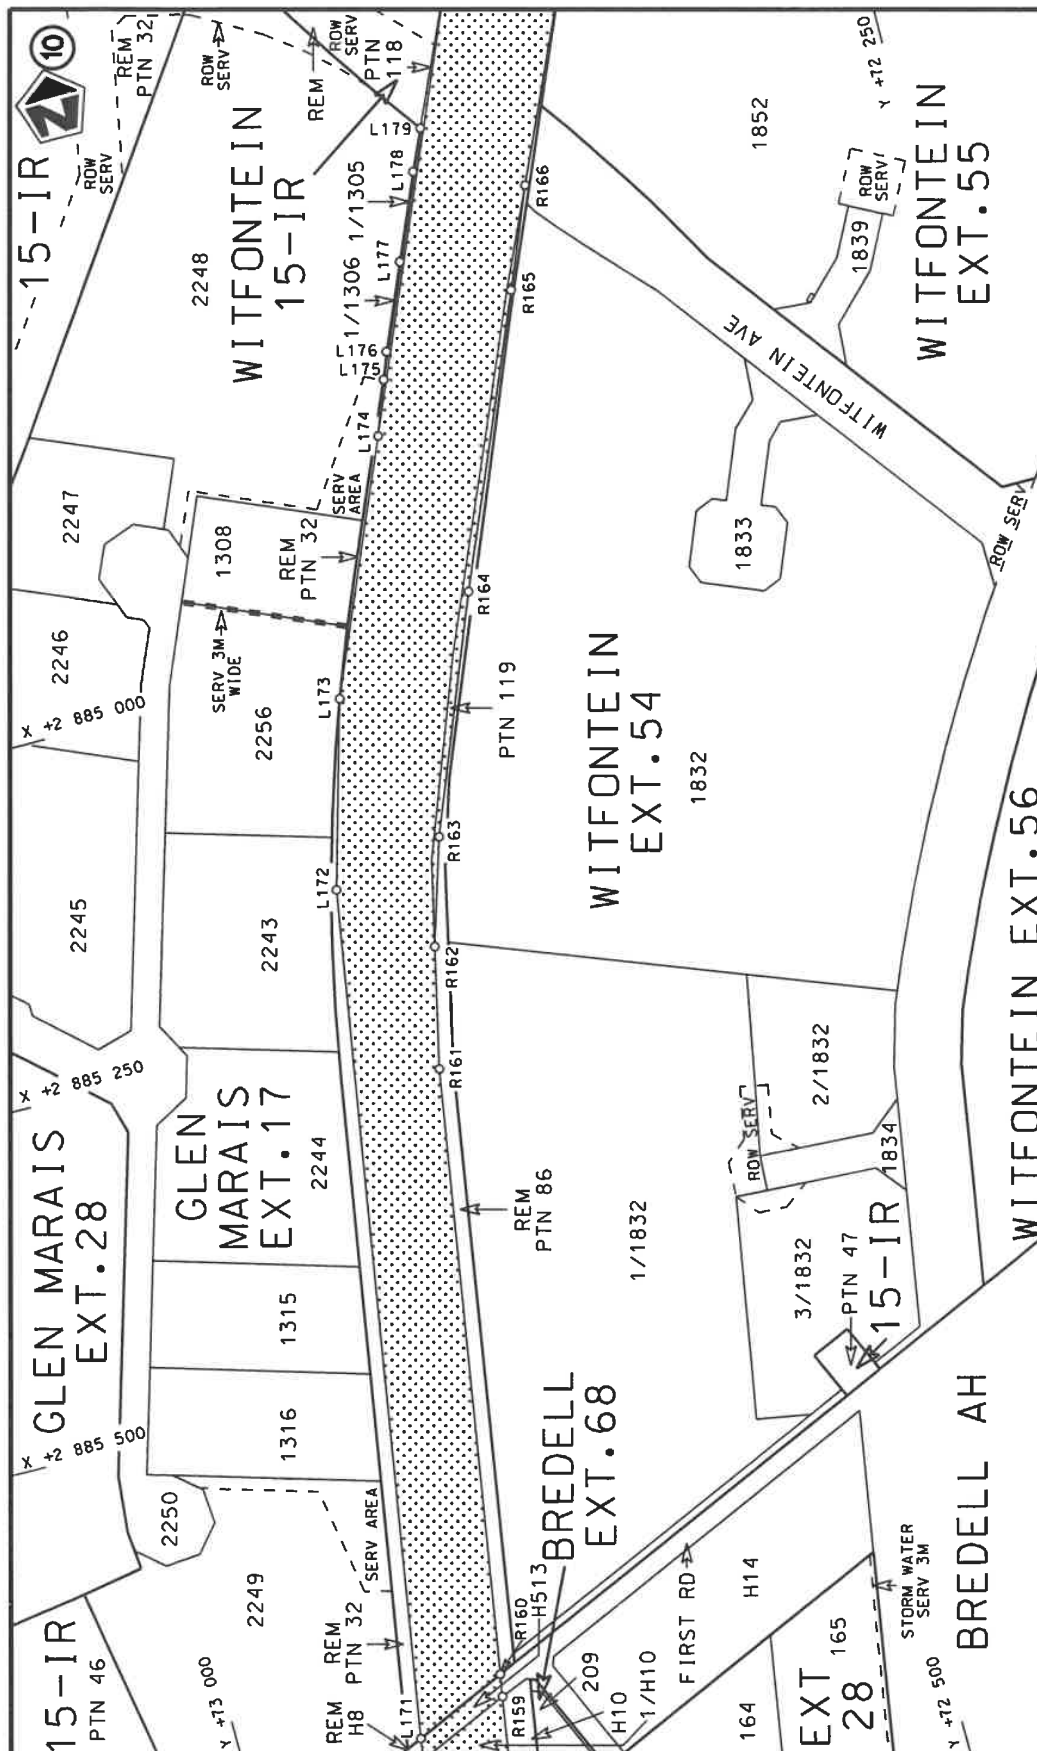 15-IR
PTN 46
2249
Y +73 000
REM
H8
L171
REM
PTN 32
SERV AREA
2250
X +2 885 500
GLEN MARAIS
EXT.28
1316
1315
GLEN
MARAIS
EXT.17
2244
X +2 885 250
2245
2243
L172
2246
X +2 885 000
SERV 3M
WIDE
2256
L173
2247
1308
REM
PTN 32
SERV
AREA
L174
L175
L176
L177
L178
L179
1/1306
1/1305
2248
WITFONTEIN
15-IR
15-IR
ROW
SERV
REM
PTN 32
10
N
ROW
SERV
REM
ROW
SERV
PTN
118
R159
R160
R161
R162
R163
R164
R165
R166
H513
BREDELL
EXT.68
209
H10
1/H10
FIRST RD
H14
164
165
EXT
28
Y +72 500
STORM WATER
SERV 3M
BREDELL AH
REM
PTN 86
1/1832
3/1832
PTN 47
15-IR
1834
ROW SERV
2/1832
PTN 119
WITFONTEIN
EXT.54
1832
WITFONTEIN EXT.56
1833
ROW SERV
WITFONTEIN AVE
1839
ROW
SERV
1852
Y +72 250
WITFONTEIN
EXT.55